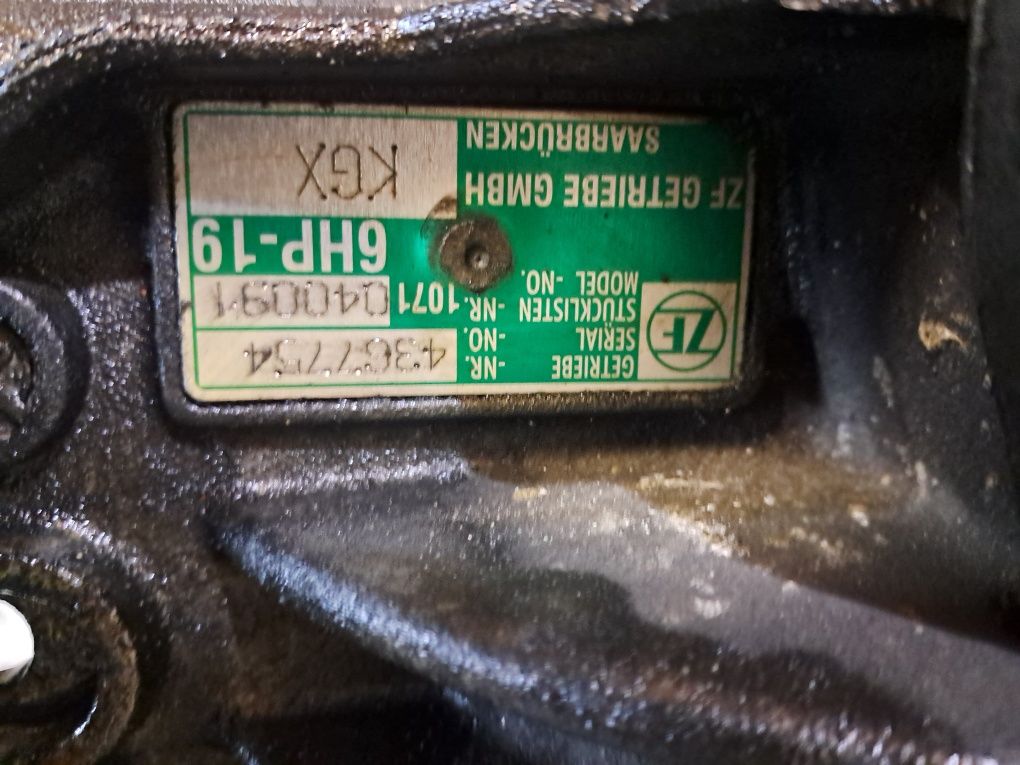 ZF
GETRIEBE -NR.
SERIAL -NO.
4367754
STÜCKLISTEN -NR. 1071 040091
MODEL -NO.
6HP-19
ZF GETRIEBE GMBH
SAARBRÜCKEN
KGX